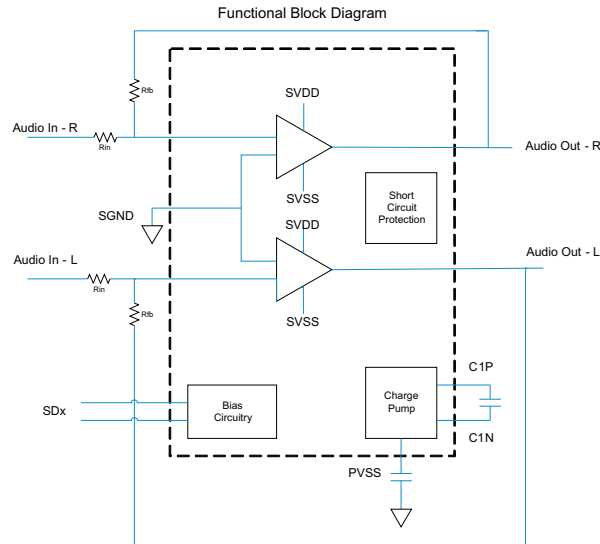 Functional Block Diagram
Rfb
SVDD
Audio In - R
Rin
Audio Out - R
SVSS
Short
Circuit
Protection
SGND
SVDD
Audio Out - L
Audio In - L
Rin
Rfb
SVSS
C1P
Charge
Pump
Bias
Circuitry
SDx
C1N
PVSS